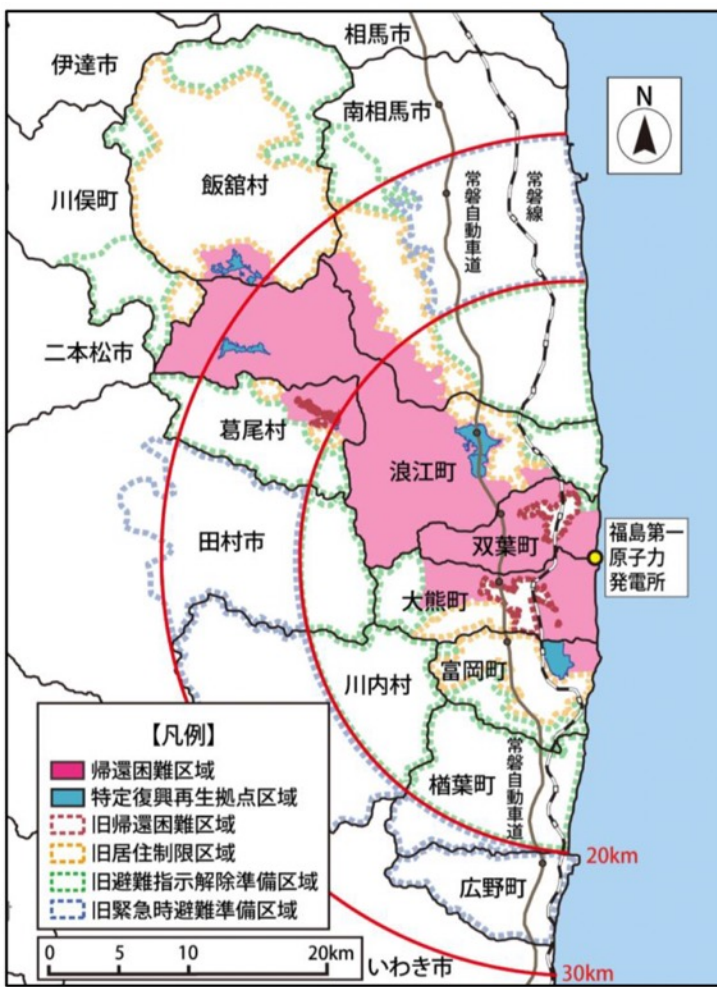 相馬市
伊達市
南相馬市
N
川俣町
飯舘村
常磐自動車道
常磐線
二本松市
葛尾村
浪江町
田村市
双葉町
福島第一
原子力
発電所
大熊町
川内村
富岡町
楢葉町
常磐自動車道
広野町
いわき市
20km
30km
【凡例】
帰還困難区域
特定復興再生拠点区域
旧帰還困難区域
旧居住制限区域
旧避難指示解除準備区域
旧緊急時避難準備区域
0 5 10 20km